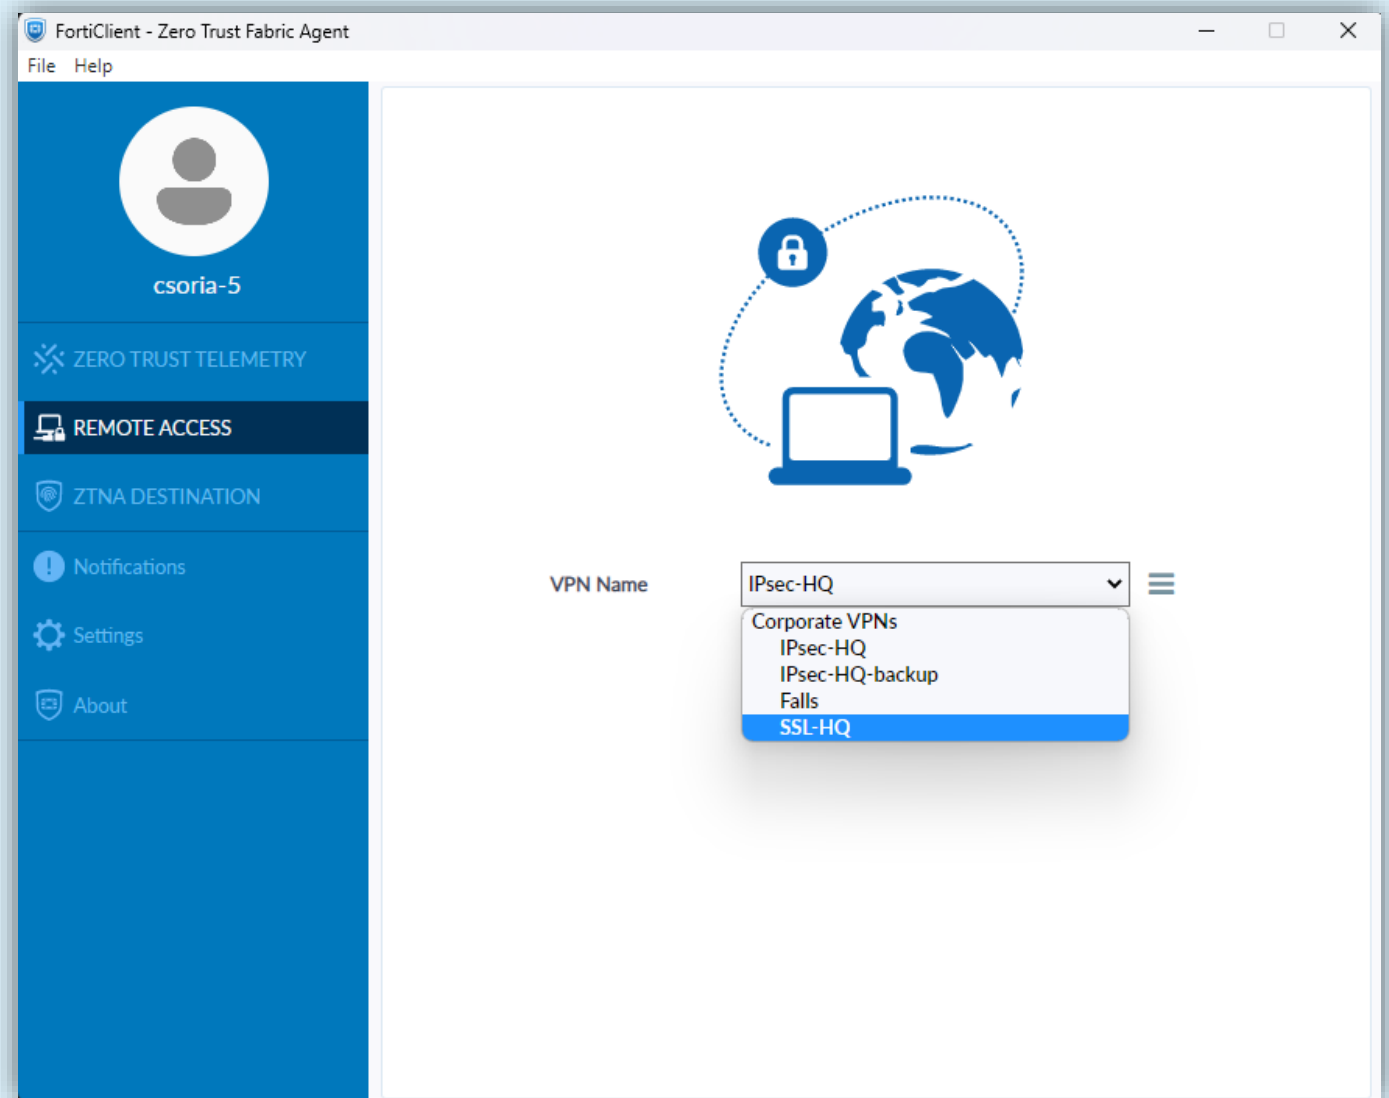 FortiClient - Zero Trust Fabric Agent
File Help
csoria-5
ZERO TRUST TELEMETRY
REMOTE ACCESS
ZTNA DESTINATION
Notifications
Settings
About
VPN Name IPsec-HQ
Corporate VPNs
IPsec-HQ
IPsec-HQ-backup
Falls
SSL-HQ